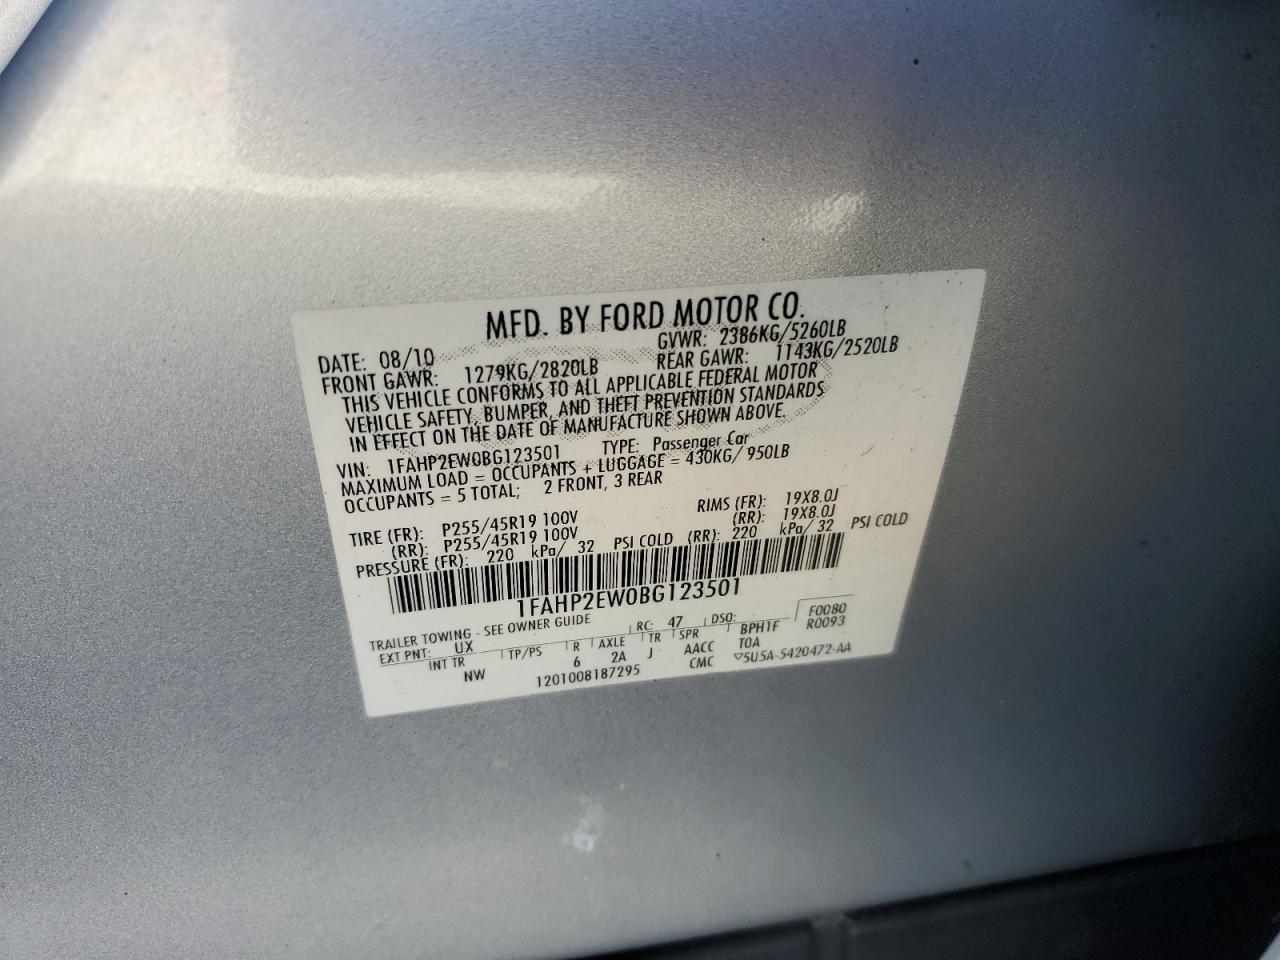 MFD. BY FORD MOTOR CO.
DATE: 08/10 GVWR: 2386KG/5260LB
FRONT GAWR: 1279KG/2820LB REAR GAWR: 1143KG/2520LB
THIS VEHICLE CONFORMS TO ALL APPLICABLE FEDERAL MOTOR
VEHICLE SAFETY, BUMPER, AND THEFT PREVENTION STANDARDS
IN EFFECT ON THE DATE OF MANUFACTURE SHOWN ABOVE.
VIN: 1FAHP2EW0BG123501 TYPE: Passenger Car
MAXIMUM LOAD = OCCUPANTS + LUGGAGE = 430KG/ 950LB
OCCUPANTS = 5 TOTAL; 2 FRONT, 3 REAR
TIRE (FR): P255/45R19 100V RIMS (FR): 19X8.0J
(RR): P255/45R19 100V (RR): 19X8.0J
PRESSURE (FR): 220 kPa/ 32 PSI COLD (RR): 220 kPa/ 32 PSI COLD
1FAHP2EW0BG123501
TRAILER TOWING - SEE OWNER GUIDE
EXT PNT: UX RC: 47 DSO: F0080
INT TR TP/PS R AXLE TR SPR BPH1F R0093
NW 6 2A J AACC TOA
1201008187295 CMC ▽5U5A-5420472-AA